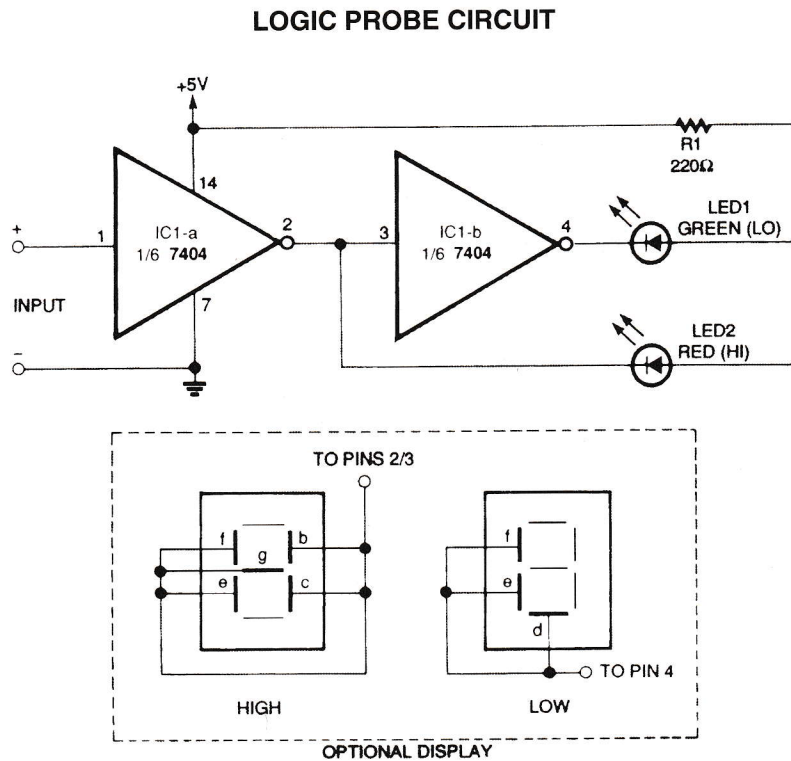 LOGIC PROBE CIRCUIT
+5V
R1
220Ω
14
IC1-a
1/6 7404
1
2
7
+
INPUT
–
3
IC1-b
1/6 7404
4
LED1
GREEN (LO)
LED2
RED (HI)
TO PINS 2/3
f
b
g
e
c
HIGH
f
e
d
TO PIN 4
LOW
OPTIONAL DISPLAY